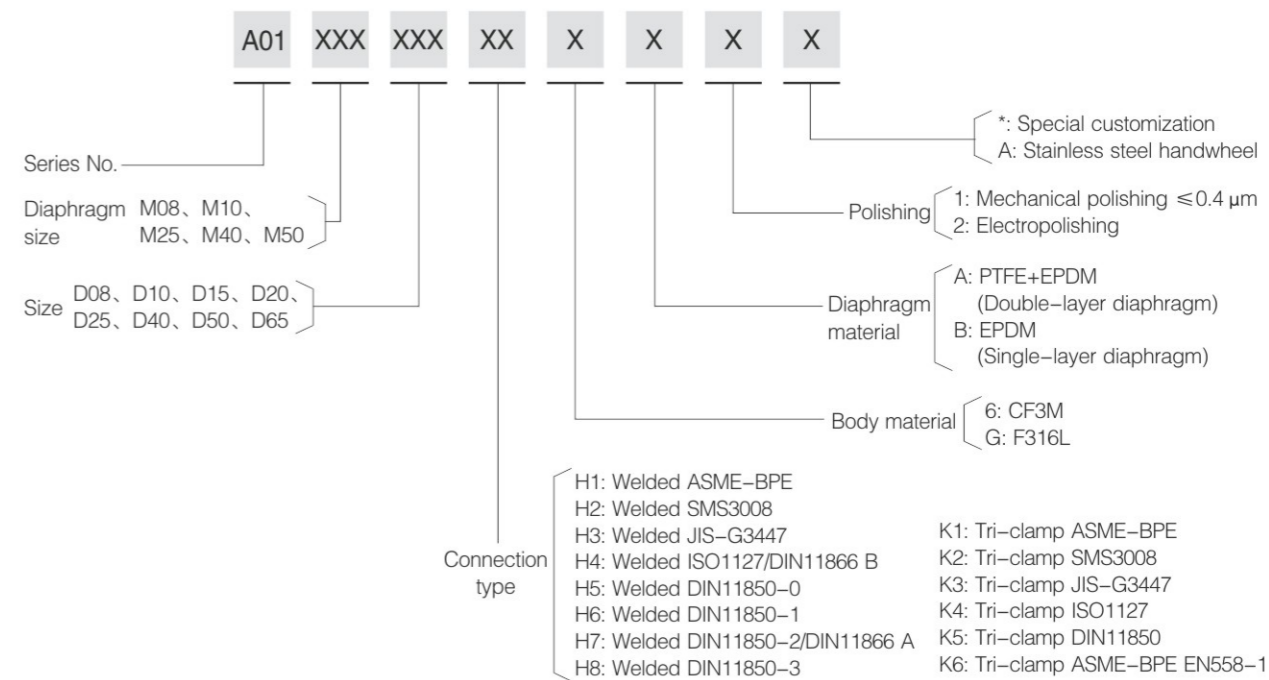 A01 XXX XXX XX X X X X
*: Special customization
A: Stainless steel handwheel
Series No.
Diaphragm size
M08、M10、
M25、M40、M50
Polishing
1: Mechanical polishing ≤0.4 μm
2: Electropolishing
Size
D08、D10、D15、D20、
D25、D40、D50、D65
Diaphragm
material
A: PTFE+EPDM
(Double-layer diaphragm)
B: EPDM
(Single-layer diaphragm)
Body material
6: CF3M
G: F316L
Connection
type
H1: Welded ASME-BPE
H2: Welded SMS3008
H3: Welded JIS-G3447
H4: Welded ISO1127/DIN11866 B
H5: Welded DIN11850-0
H6: Welded DIN11850-1
H7: Welded DIN11850-2/DIN11866 A
H8: Welded DIN11850-3
K1: Tri-clamp ASME-BPE
K2: Tri-clamp SMS3008
K3: Tri-clamp JIS-G3447
K4: Tri-clamp ISO1127
K5: Tri-clamp DIN11850
K6: Tri-clamp ASME-BPE EN558-1